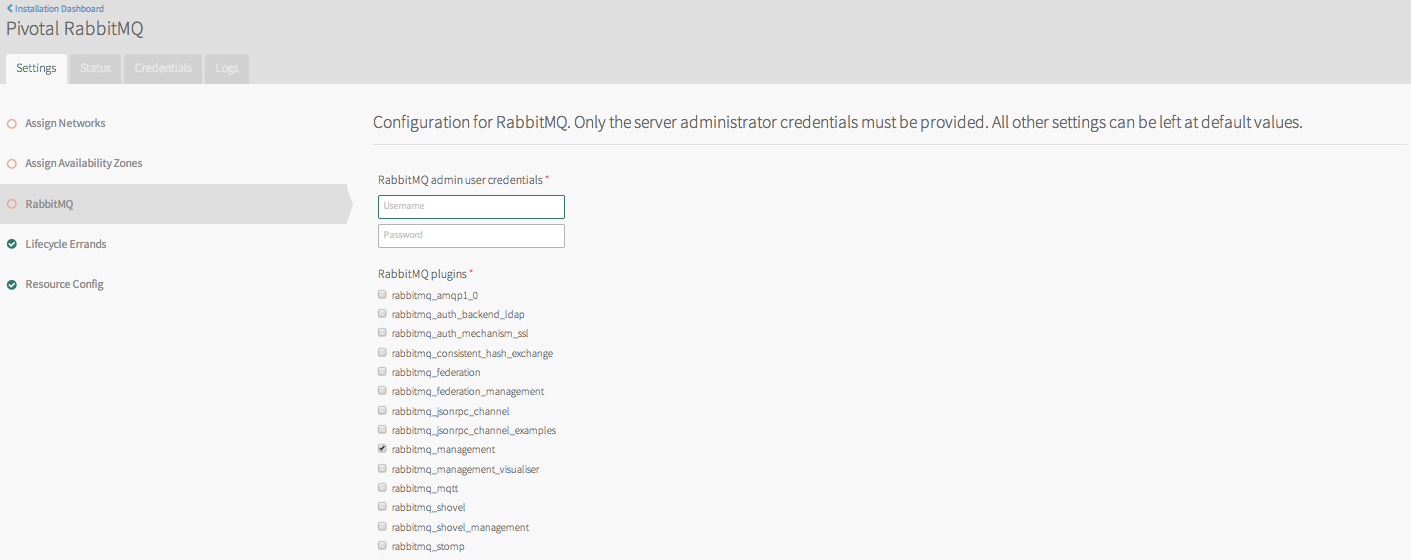 Installation Dashboard
Pivotal RabbitMQ
Settings Status Credentials Logs
Assign Networks
Assign Availability Zones
RabbitMQ
Lifecycle Errands
Resource Config
Configuration for RabbitMQ. Only the server administrator credentials must be provided. All other settings can be left at default values.
RabbitMQ admin user credentials *
Username
Password
RabbitMQ plugins *
rabbitmq_amqp1_0
rabbitmq_auth_backend_ldap
rabbitmq_auth_mechanism_ssl
rabbitmq_consistent_hash_exchange
rabbitmq_federation
rabbitmq_federation_management
rabbitmq_jsonrpc_channel
rabbitmq_jsonrpc_channel_examples
rabbitmq_management
rabbitmq_management_visualiser
rabbitmq_mqtt
rabbitmq_shovel
rabbitmq_shovel_management
rabbitmq_stomp